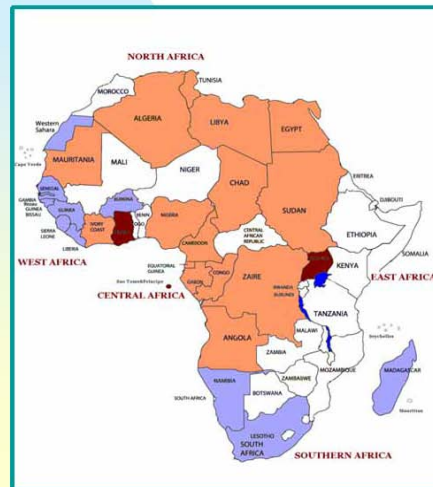 NORTH AFRICA
TUNISIA
MOROCCO
ALGERIA
LIBYA
EGYPT
Western
Sahara
Cape Verde
MAURITANIA
MALI
NIGER
CHAD
SUDAN
ERITREA
DJIBOUTI
SENEGAL
GAMBIA
GUINEA
BISSAU
GUINEA
BURKINA
BENIN
NIGERIA
SIERRA
LEONE
IVORY
COAST
LIBERIA
CENTRAL
AFRICAN
REPUBLIC
CAMEROON
ETHIOPIA
SOMALIA
WEST AFRICA
EQUATORIAL
GUINEA
GABON
CONGO
ZAIRE
KENYA
EAST AFRICA
RWANDA
BURUNDI
CENTRAL AFRICA
TANZANIA
ANGOLA
MALAWI
ZAMBIA
MOZAMBIQUE
Seychelles
MADAGASCAR
Mauritius
ZIMBABWE
NAMIBIA
BOTSWANA
SOUTH AFRICA
LESOTHO
SOUTH
AFRICA
SOUTHERN AFRICA